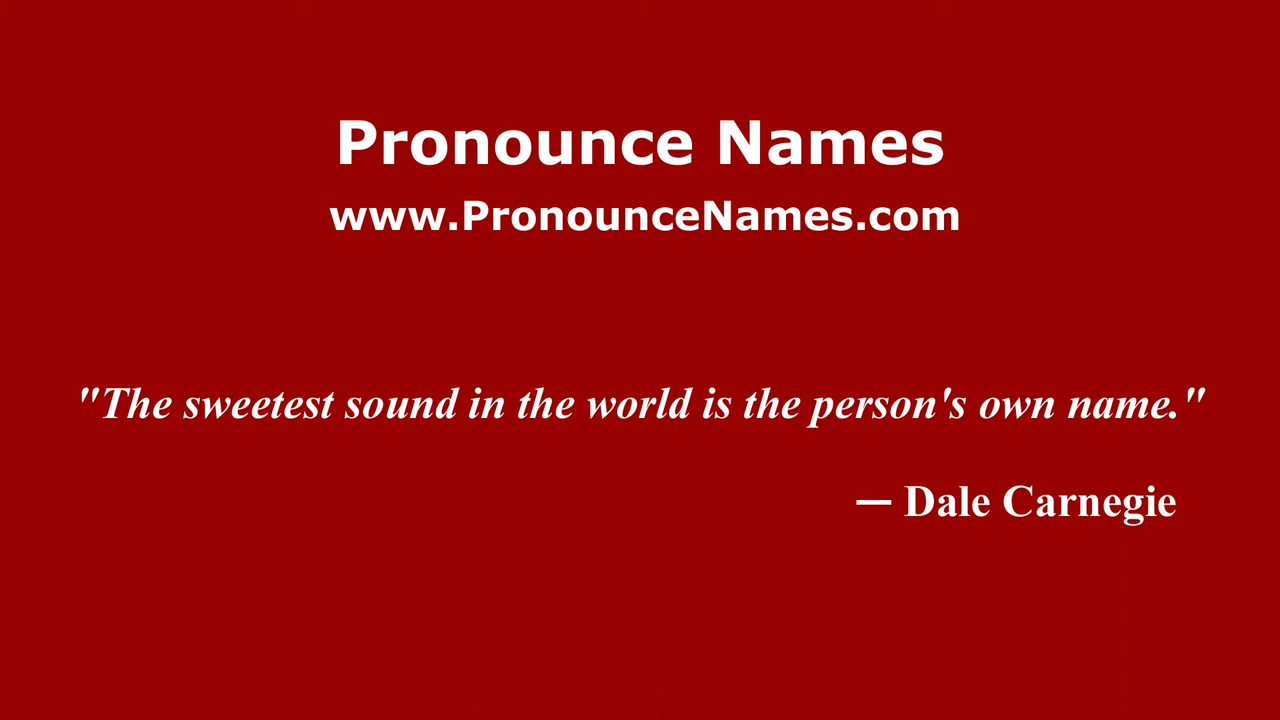 Pronounce Names
www.PronounceNames.com
"The sweetest sound in the world is the person's own name."
— Dale Carnegie